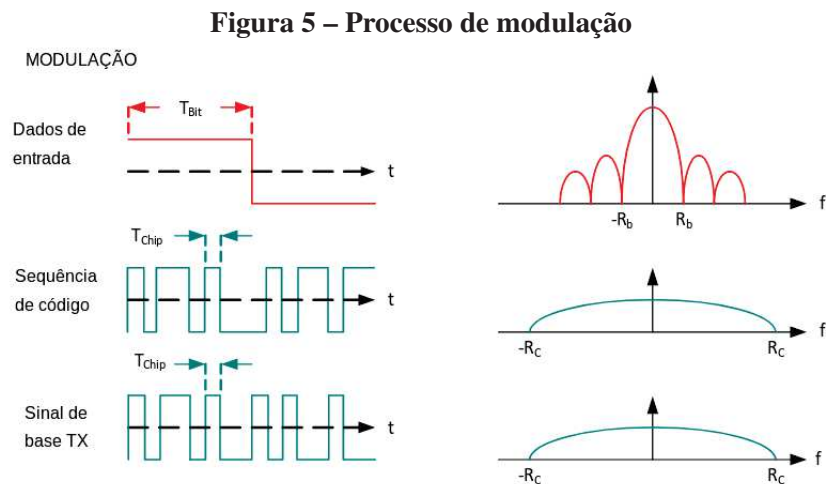 Figura 5 – Processo de modulação
MODULAÇÃO
T_Bit
Dados de
entrada
t
-R_b
R_b
f
T_Chip
Sequência
de código
t
-R_C
R_C
f
T_Chip
Sinal de
base TX
t
-R_C
R_C
f